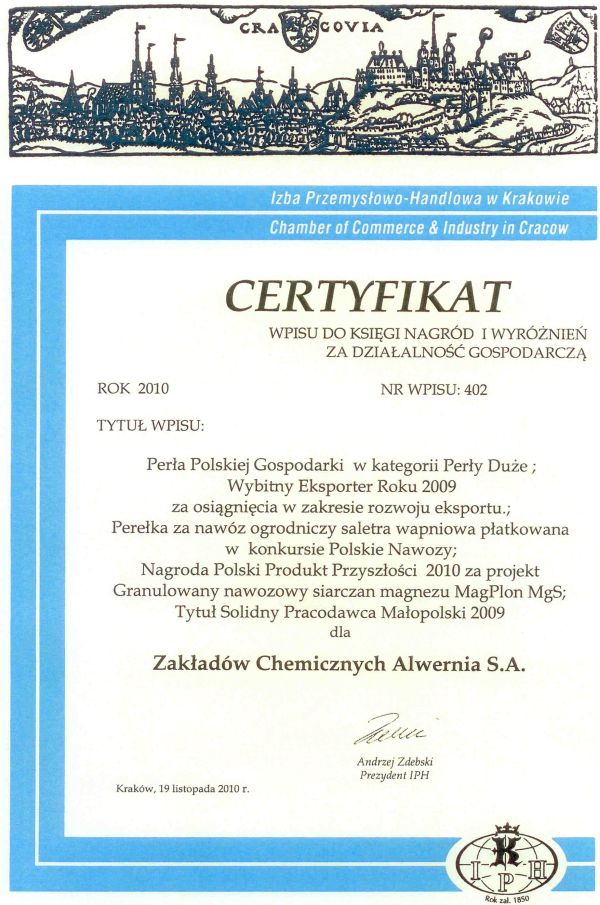 CRA COVIA
Izba Przemysłowo-Handlowa w Krakowie
Chamber of Commerce & Industry in Cracow
CERTYFIKAT
WPISU DO KSIĘGI NAGRÓD I WYRÓŻNIEŃ
ZA DZIAŁALNOŚĆ GOSPODARCZĄ
ROK 2010 NR WPISU: 402
TYTUŁ WPISU:
Perła Polskiej Gospodarki w kategorii Perły Duże ;
Wybitny Eksporter Roku 2009
za osiągnięcia w zakresie rozwoju eksportu.;
Perełka za nawóz ogrodniczy saletra wapniowa płatkowana
w konkursie Polskie Nawozy;
Nagroda Polski Produkt Przyszłości 2010 za projekt
Granulowany nawozowy siarczan magnezu MagPlon MgS;
Tytuł Solidny Pracodawca Małopolski 2009
dla
Zakładów Chemicznych Alwernia S.A.
Andrzej Zdebski
Prezydent IPH
Kraków, 19 listopada 2010 r.
K
I P H
Rok zał. 1850